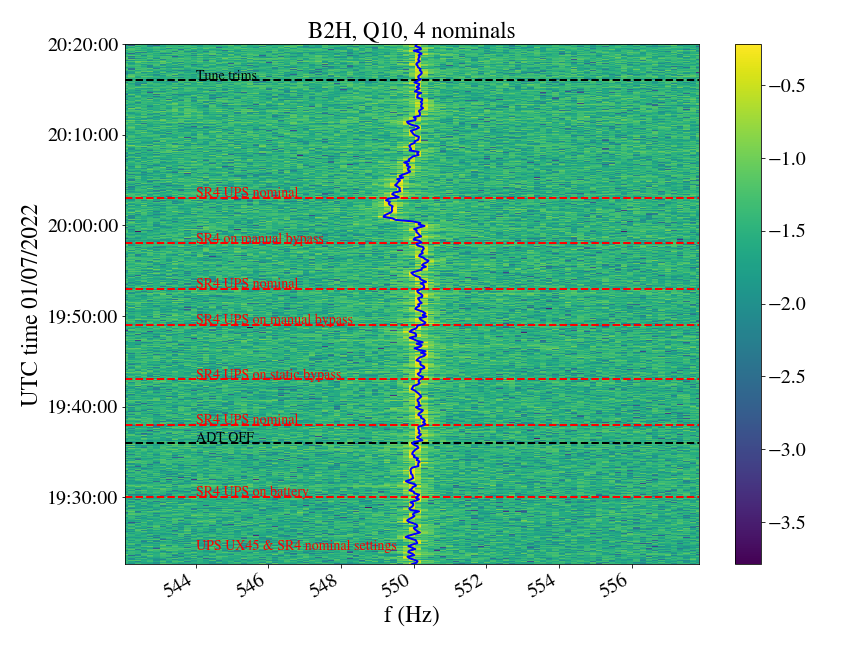 B2H, Q10, 4 nominals
20:20:00
Tune trims
20:10:00
SR4 UPS nominal
20:00:00
SR4 on manual bypass
SR4 UPS nominal
19:50:00
SR4 UPS on manual bypass
SR4 UPS on static bypass
19:40:00
SR4 UPS nominal
ADT OFF
19:30:00
SR4 UPS on battery
UPS UX45 & SR4 nominal settings
544
546
548
550
552
554
556
f (Hz)
UTC time 01/07/2022
−0.5
−1.0
−1.5
−2.0
−2.5
−3.0
−3.5